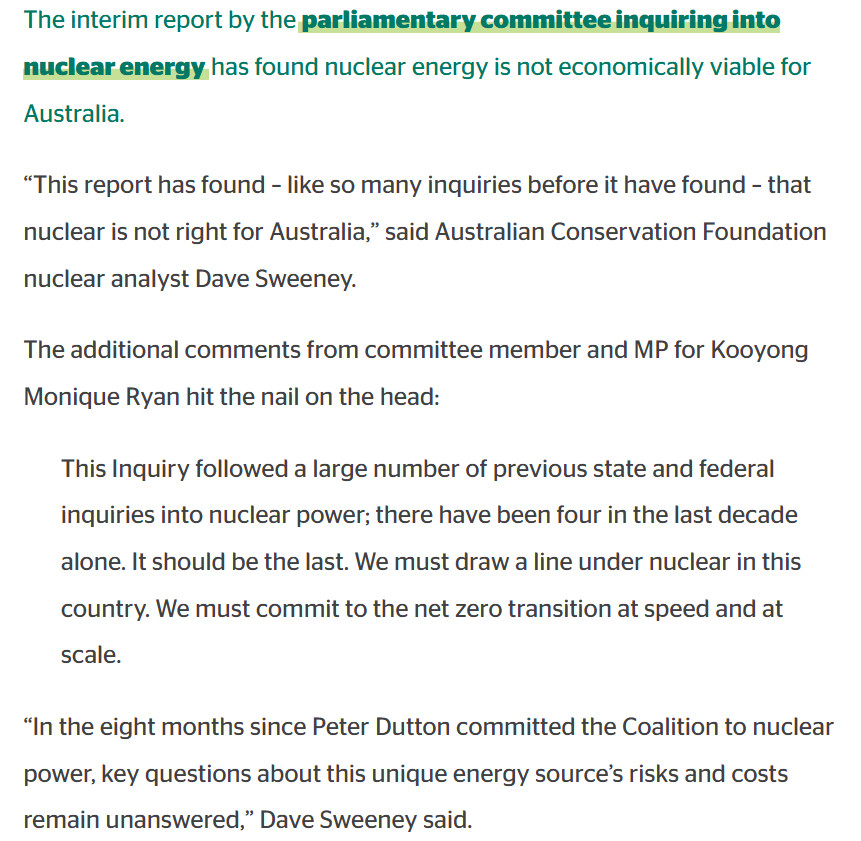 The interim report by the parliamentary committee inquiring into
nuclear energy has found nuclear energy is not economically viable for
Australia.
“This report has found – like so many inquiries before it have found – that
nuclear is not right for Australia,” said Australian Conservation Foundation
nuclear analyst Dave Sweeney.
The additional comments from committee member and MP for Kooyong
Monique Ryan hit the nail on the head:
This Inquiry followed a large number of previous state and federal
inquiries into nuclear power; there have been four in the last decade
alone. It should be the last. We must draw a line under nuclear in this
country. We must commit to the net zero transition at speed and at
scale.
“In the eight months since Peter Dutton committed the Coalition to nuclear
power, key questions about this unique energy source’s risks and costs
remain unanswered,” Dave Sweeney said.